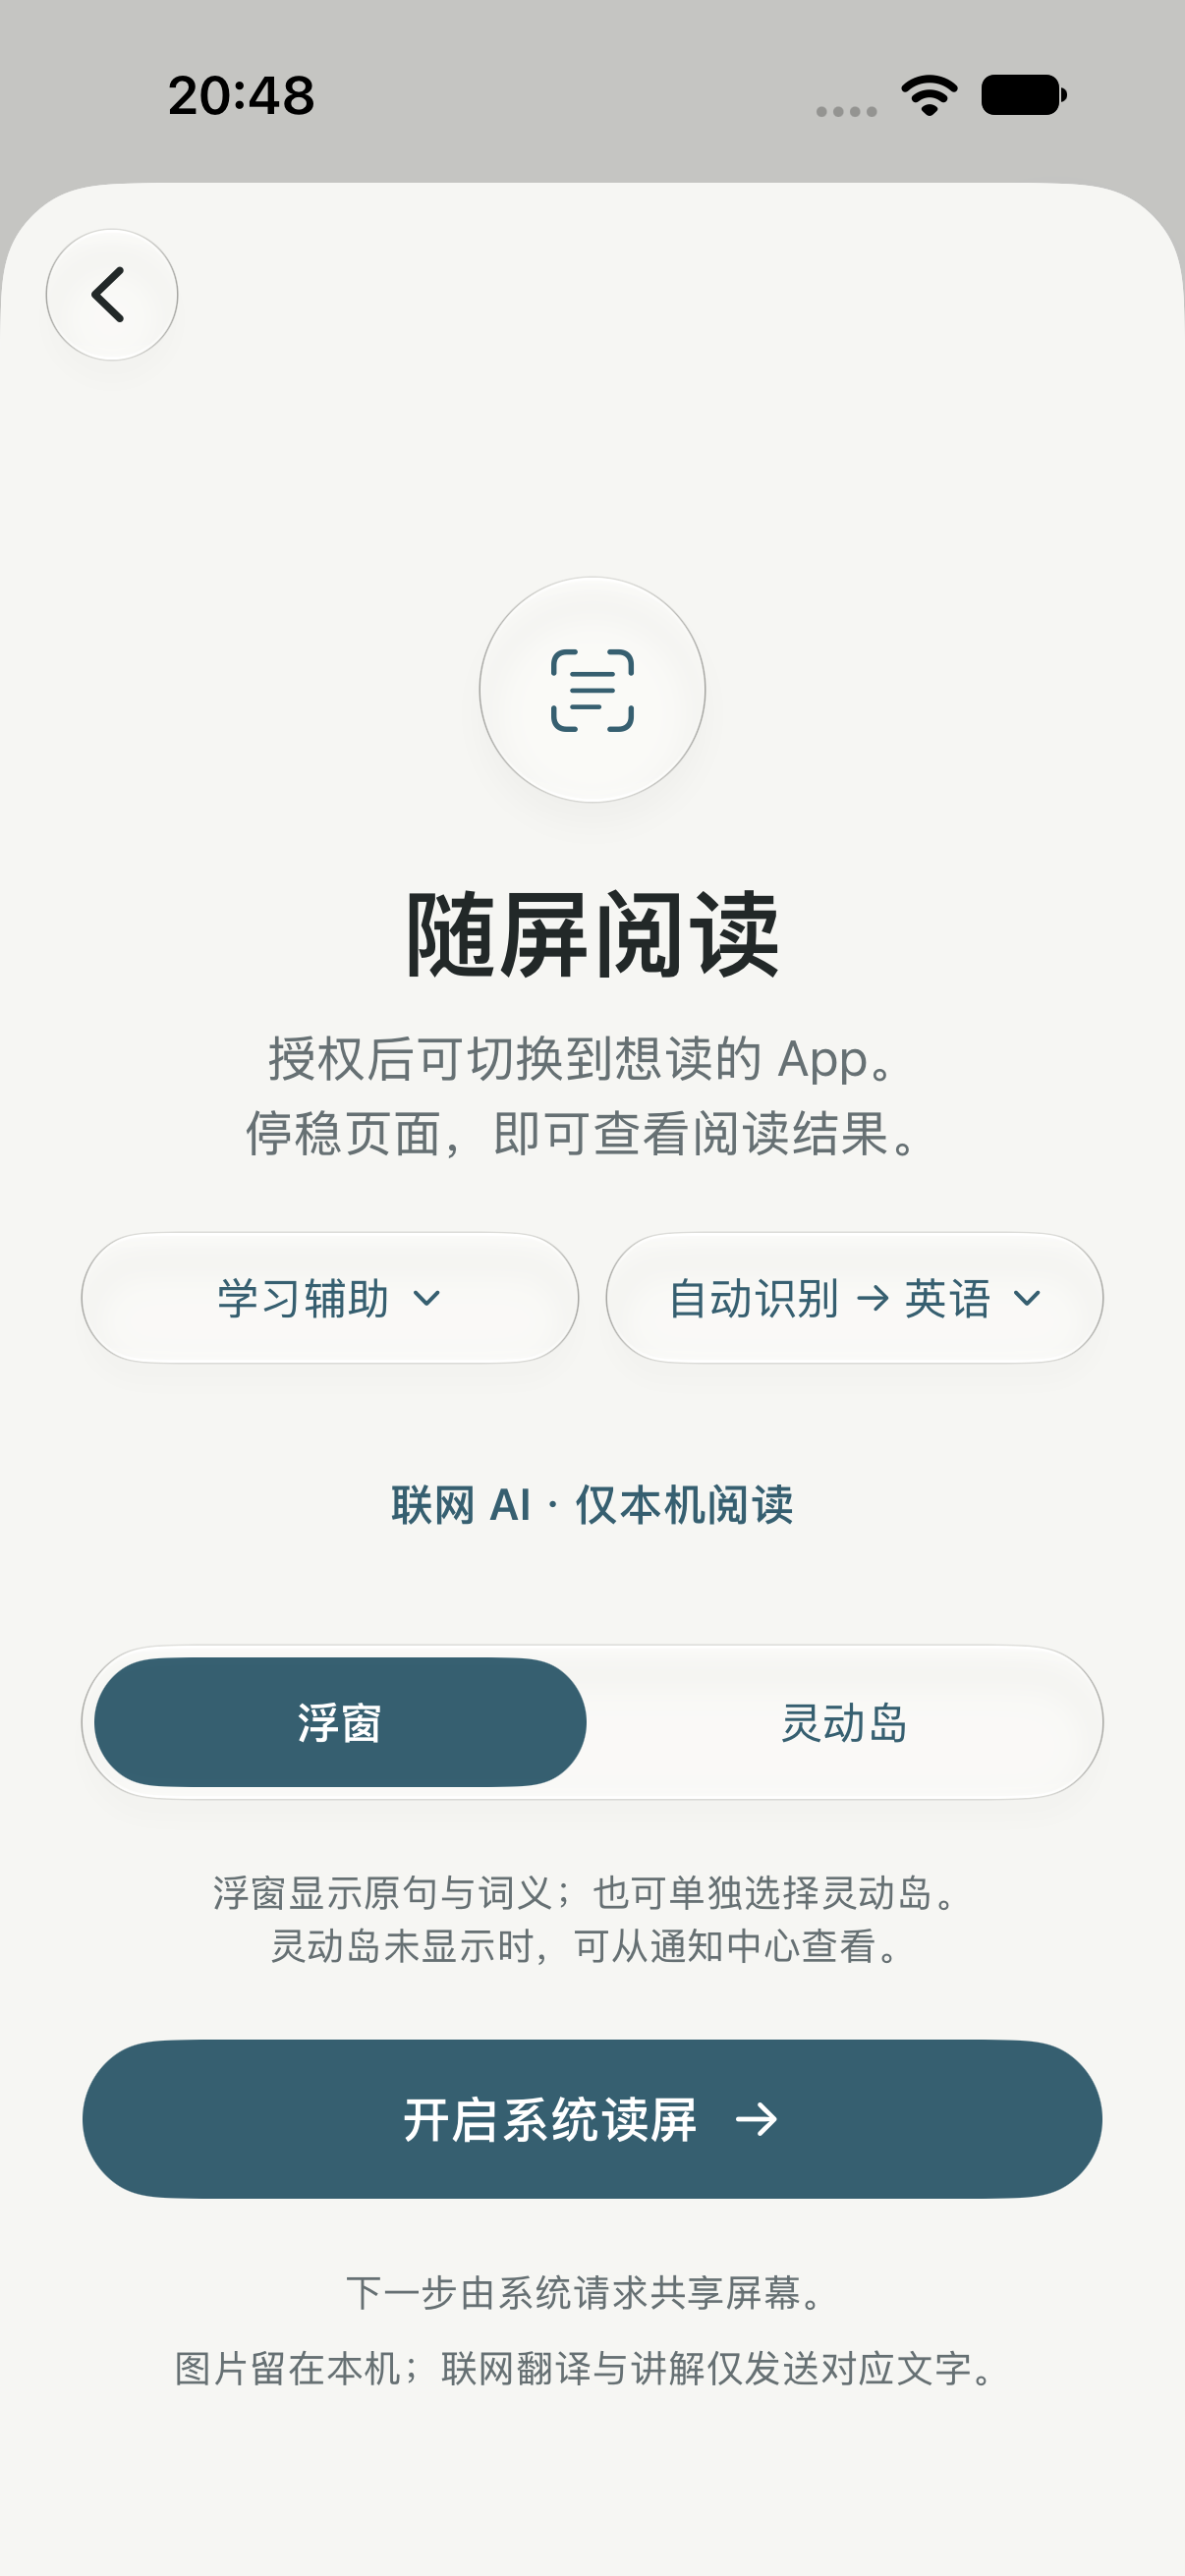 20:48
随屏阅读
授权后可切换到想读的 App。
停稳页面，即可查看阅读结果。
学习辅助
自动识别 → 英语
联网 AI · 仅本机阅读
浮窗
灵动岛
浮窗显示原句与词义；也可单独选择灵动岛。
灵动岛未显示时，可从通知中心查看。
开启系统读屏 →
下一步由系统请求共享屏幕。
图片留在本机；联网翻译与讲解仅发送对应文字。